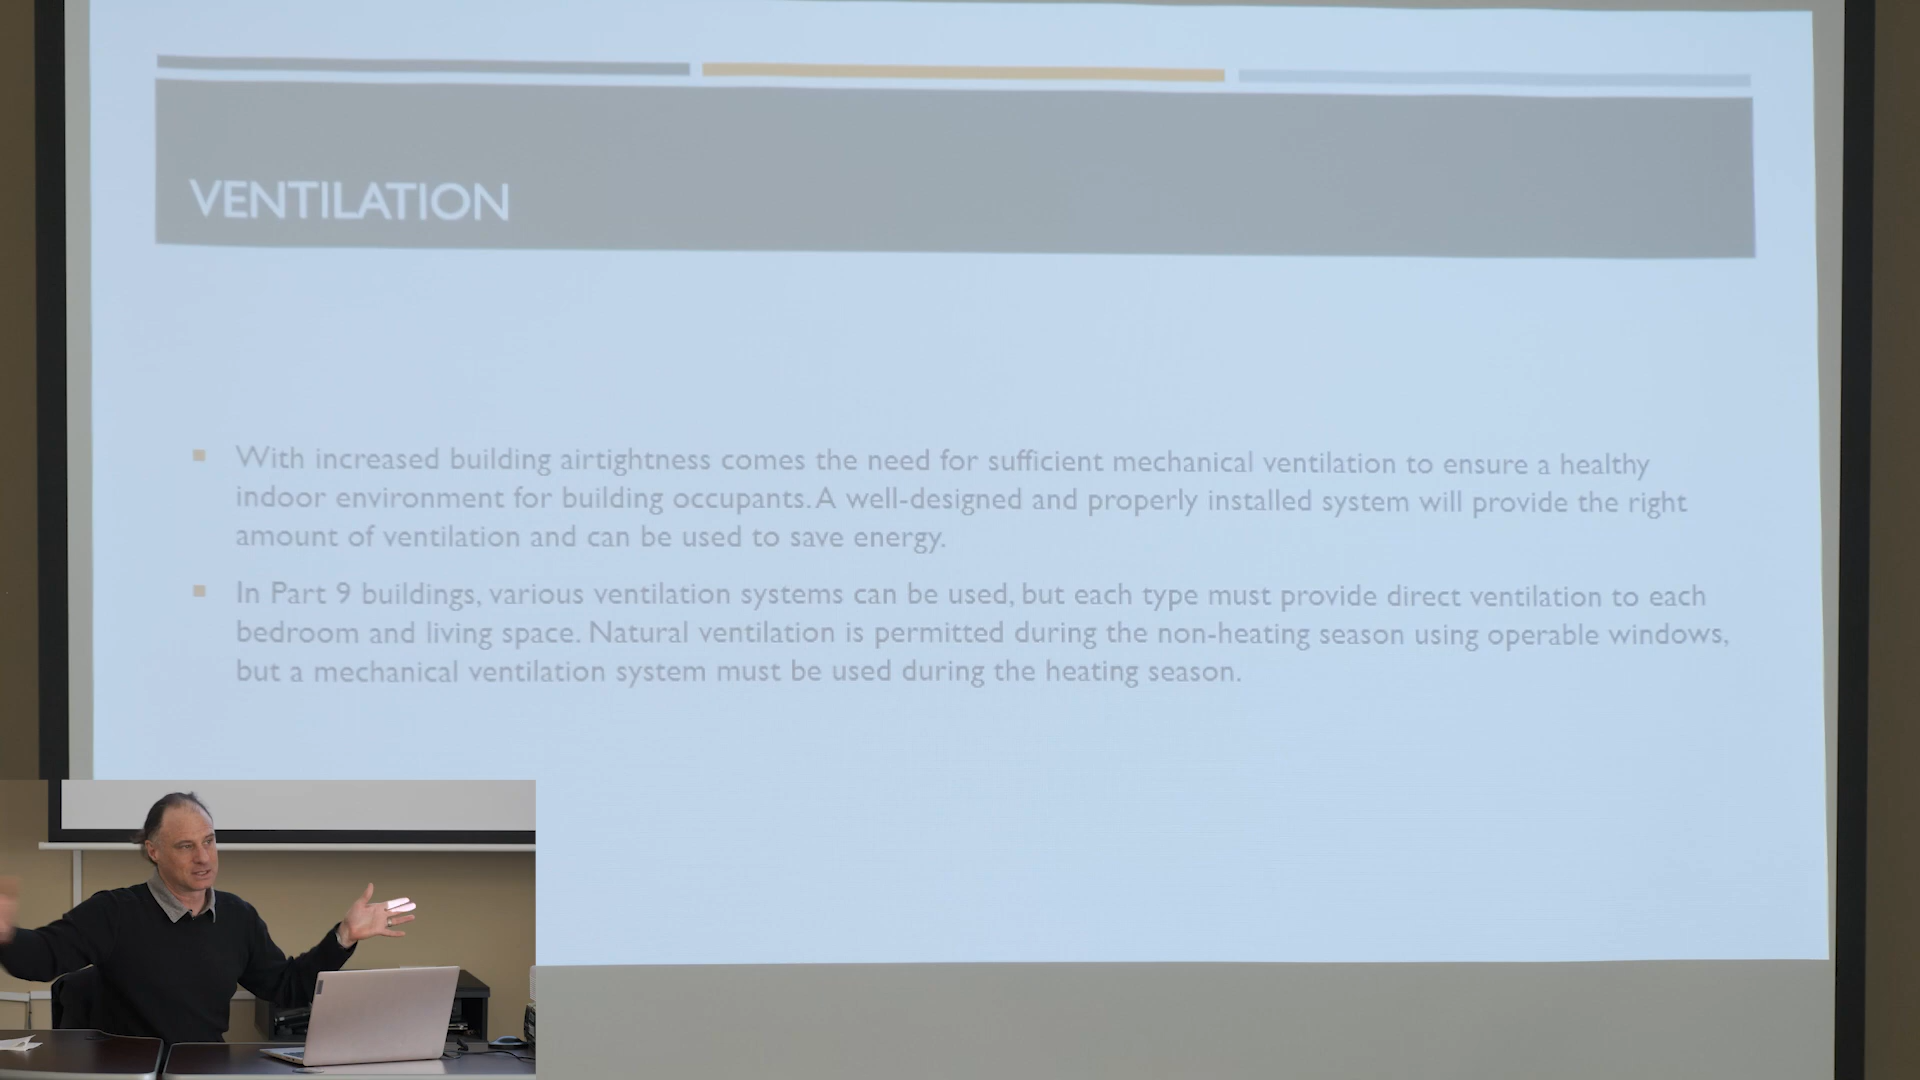 VENTILATION
With increased building airtightness comes the need for sufficient mechanical ventilation to ensure a healthy
indoor environment for building occupants. A well-designed and properly installed system will provide the right
amount of ventilation and can be used to save energy.
In Part 9 buildings, various ventilation systems can be used, but each type must provide direct ventilation to each
bedroom and living space. Natural ventilation is permitted during the non-heating season using operable windows,
but a mechanical ventilation system must be used during the heating season.